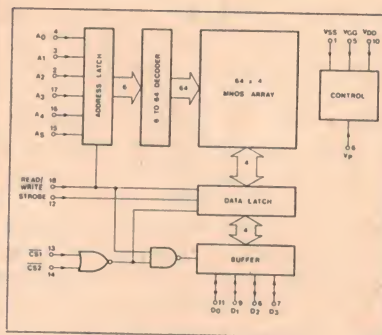 VSS VGG VDD
1 5 10
CONTROL
6
Vp
A0 4
A1 3
A2
A3 17
A4 16
A5 15
ADDRESS LATCH
6
6 TO 64 DECODER
64
64 x 4
MNOS ARRAY
4
READ/ 18
WRITE
STROBE
12
DATA LATCH
4
CS1 13
CS2 14
BUFFER
11 9 7
D0 D1 D2 D3